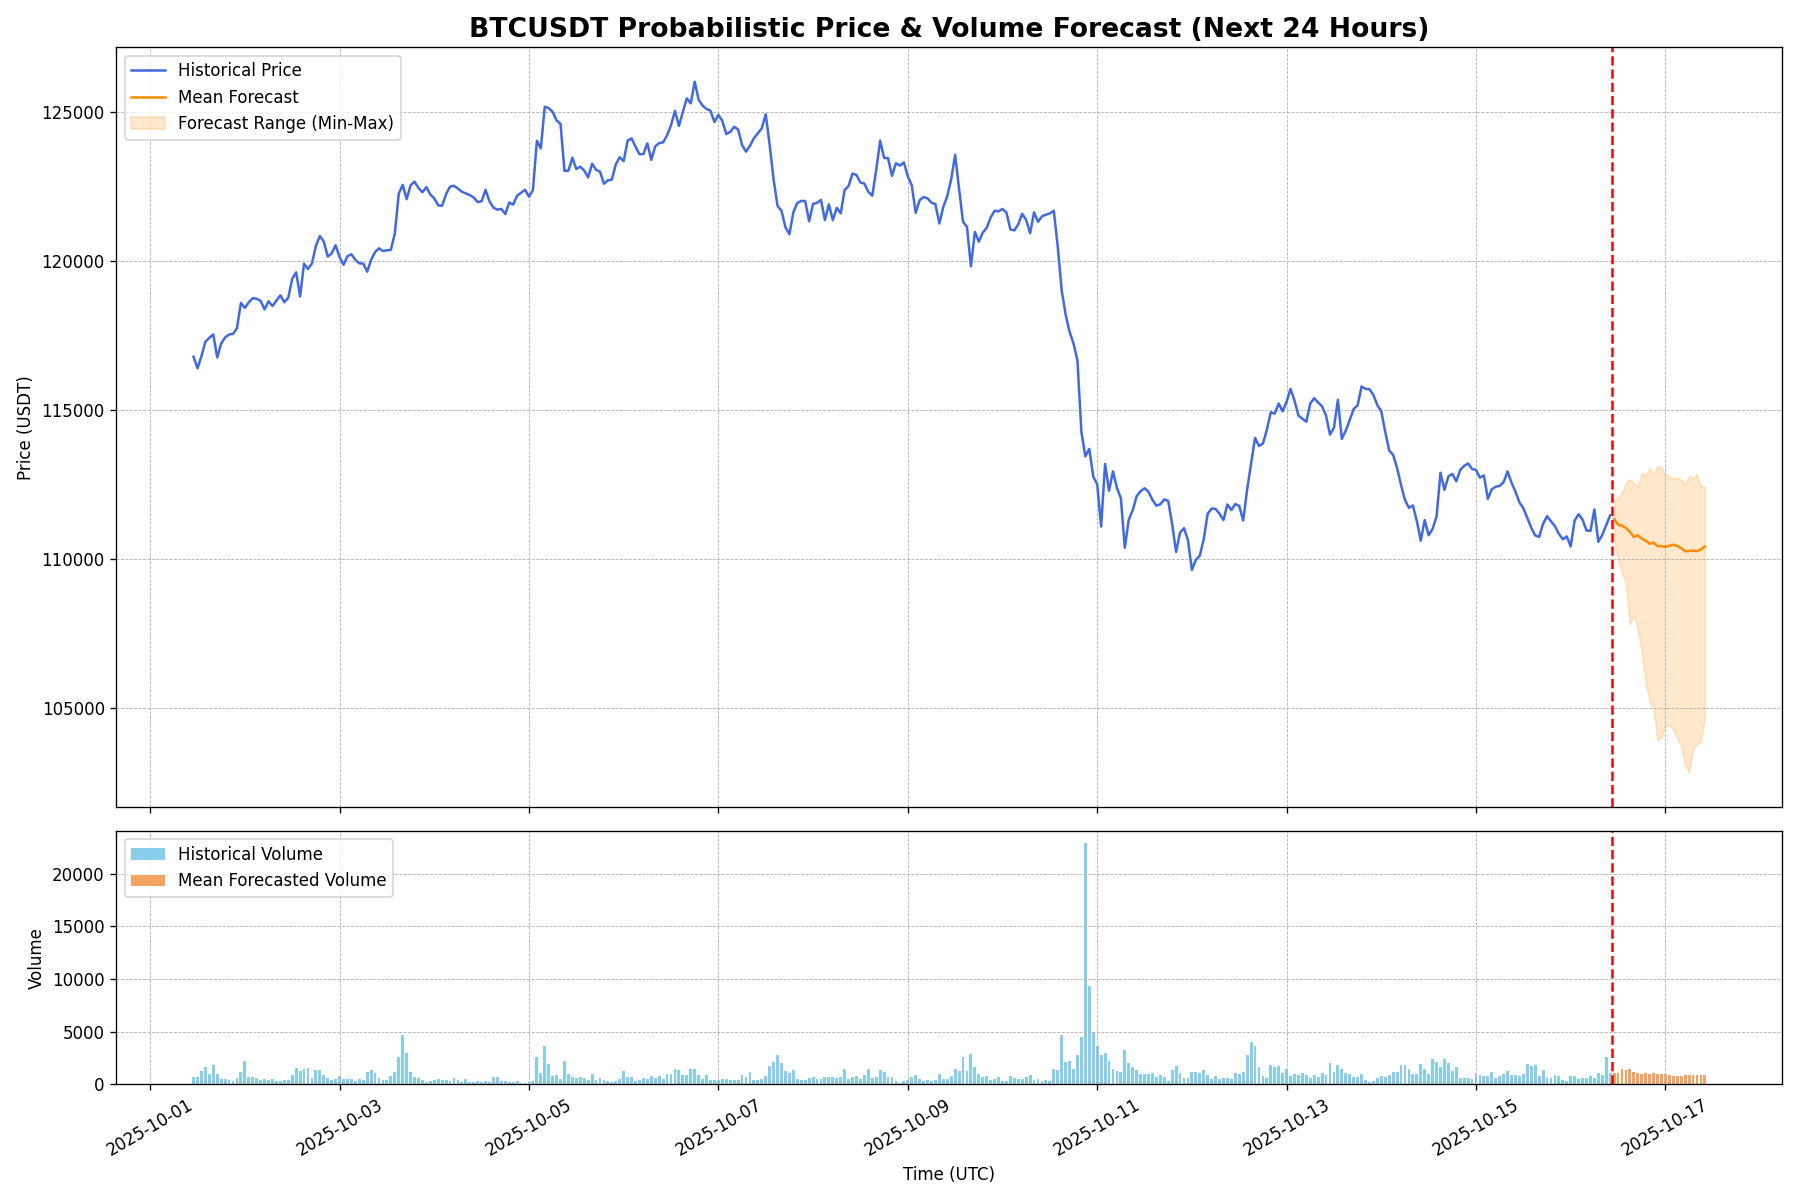 BTCUSDT Probabilistic Price & Volume Forecast (Next 24 Hours)
Historical Price
Mean Forecast
Forecast Range (Min-Max)
125000
120000
115000
110000
105000
Price (USDT)
Historical Volume
Mean Forecasted Volume
20000
15000
10000
5000
0
Volume
2025-10-01
2025-10-03
2025-10-05
2025-10-07
2025-10-09
2025-10-11
2025-10-13
2025-10-15
2025-10-17
Time (UTC)